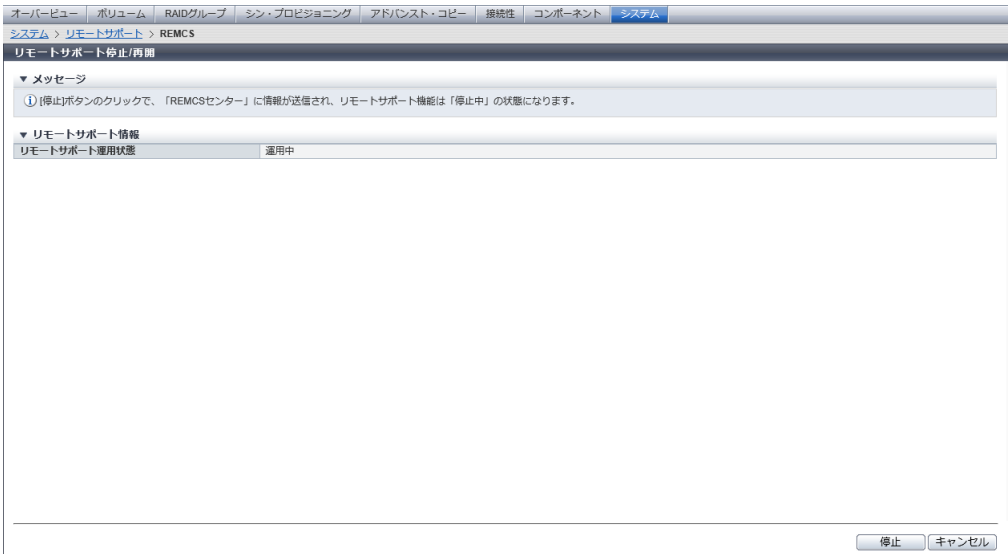 オーバービュー ボリューム RAIDグループ シン・プロビジョニング アドバンスト・コピー 接続性 コンポーネント システム
システム > リモートサポート > REMCS
リモートサポート停止/再開
▼ メッセージ
[停止]ボタンのクリックで、「REMCSセンター」に情報が送信され、リモートサポート機能は「停止中」の状態になります。
▼ リモートサポート情報
リモートサポート運用状態 運用中
停止 キャンセル